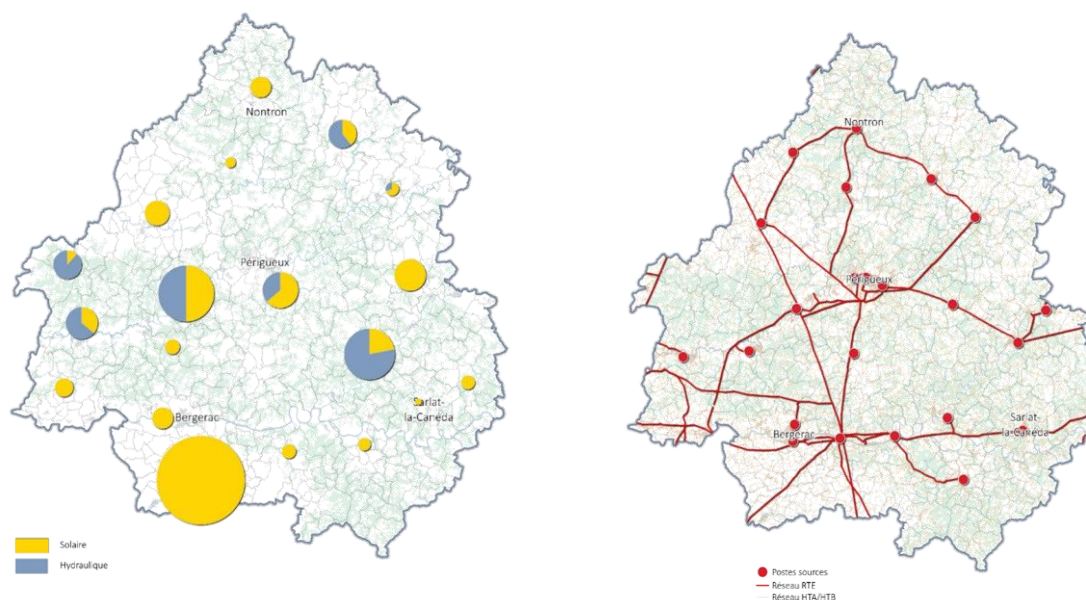 Nontron
Périgueux
Bergerac
Sarlat-
la-Canéda
Solaire
Hydraulique
Nontron
Périgueux
Bergerac
Sarlat-
la-Canéda
Postes sources
Réseau RTE
Réseau HTA/HTB